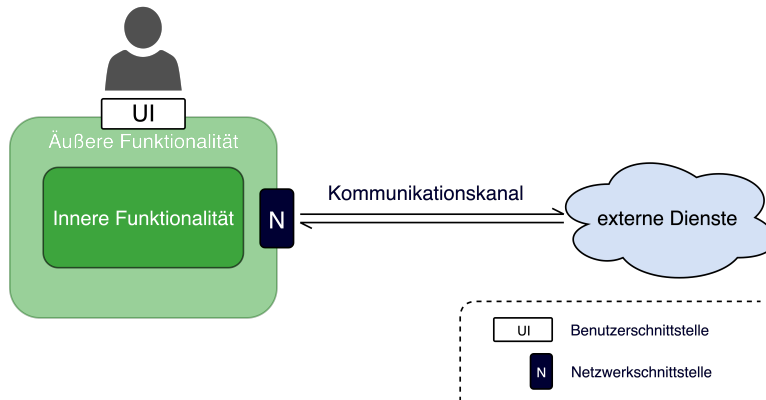 UI
Äußere Funktionalität
Innere Funktionalität
N
Kommunikationskanal
externe Dienste
UI
Benutzerschnittstelle
N
Netzwerkschnittstelle